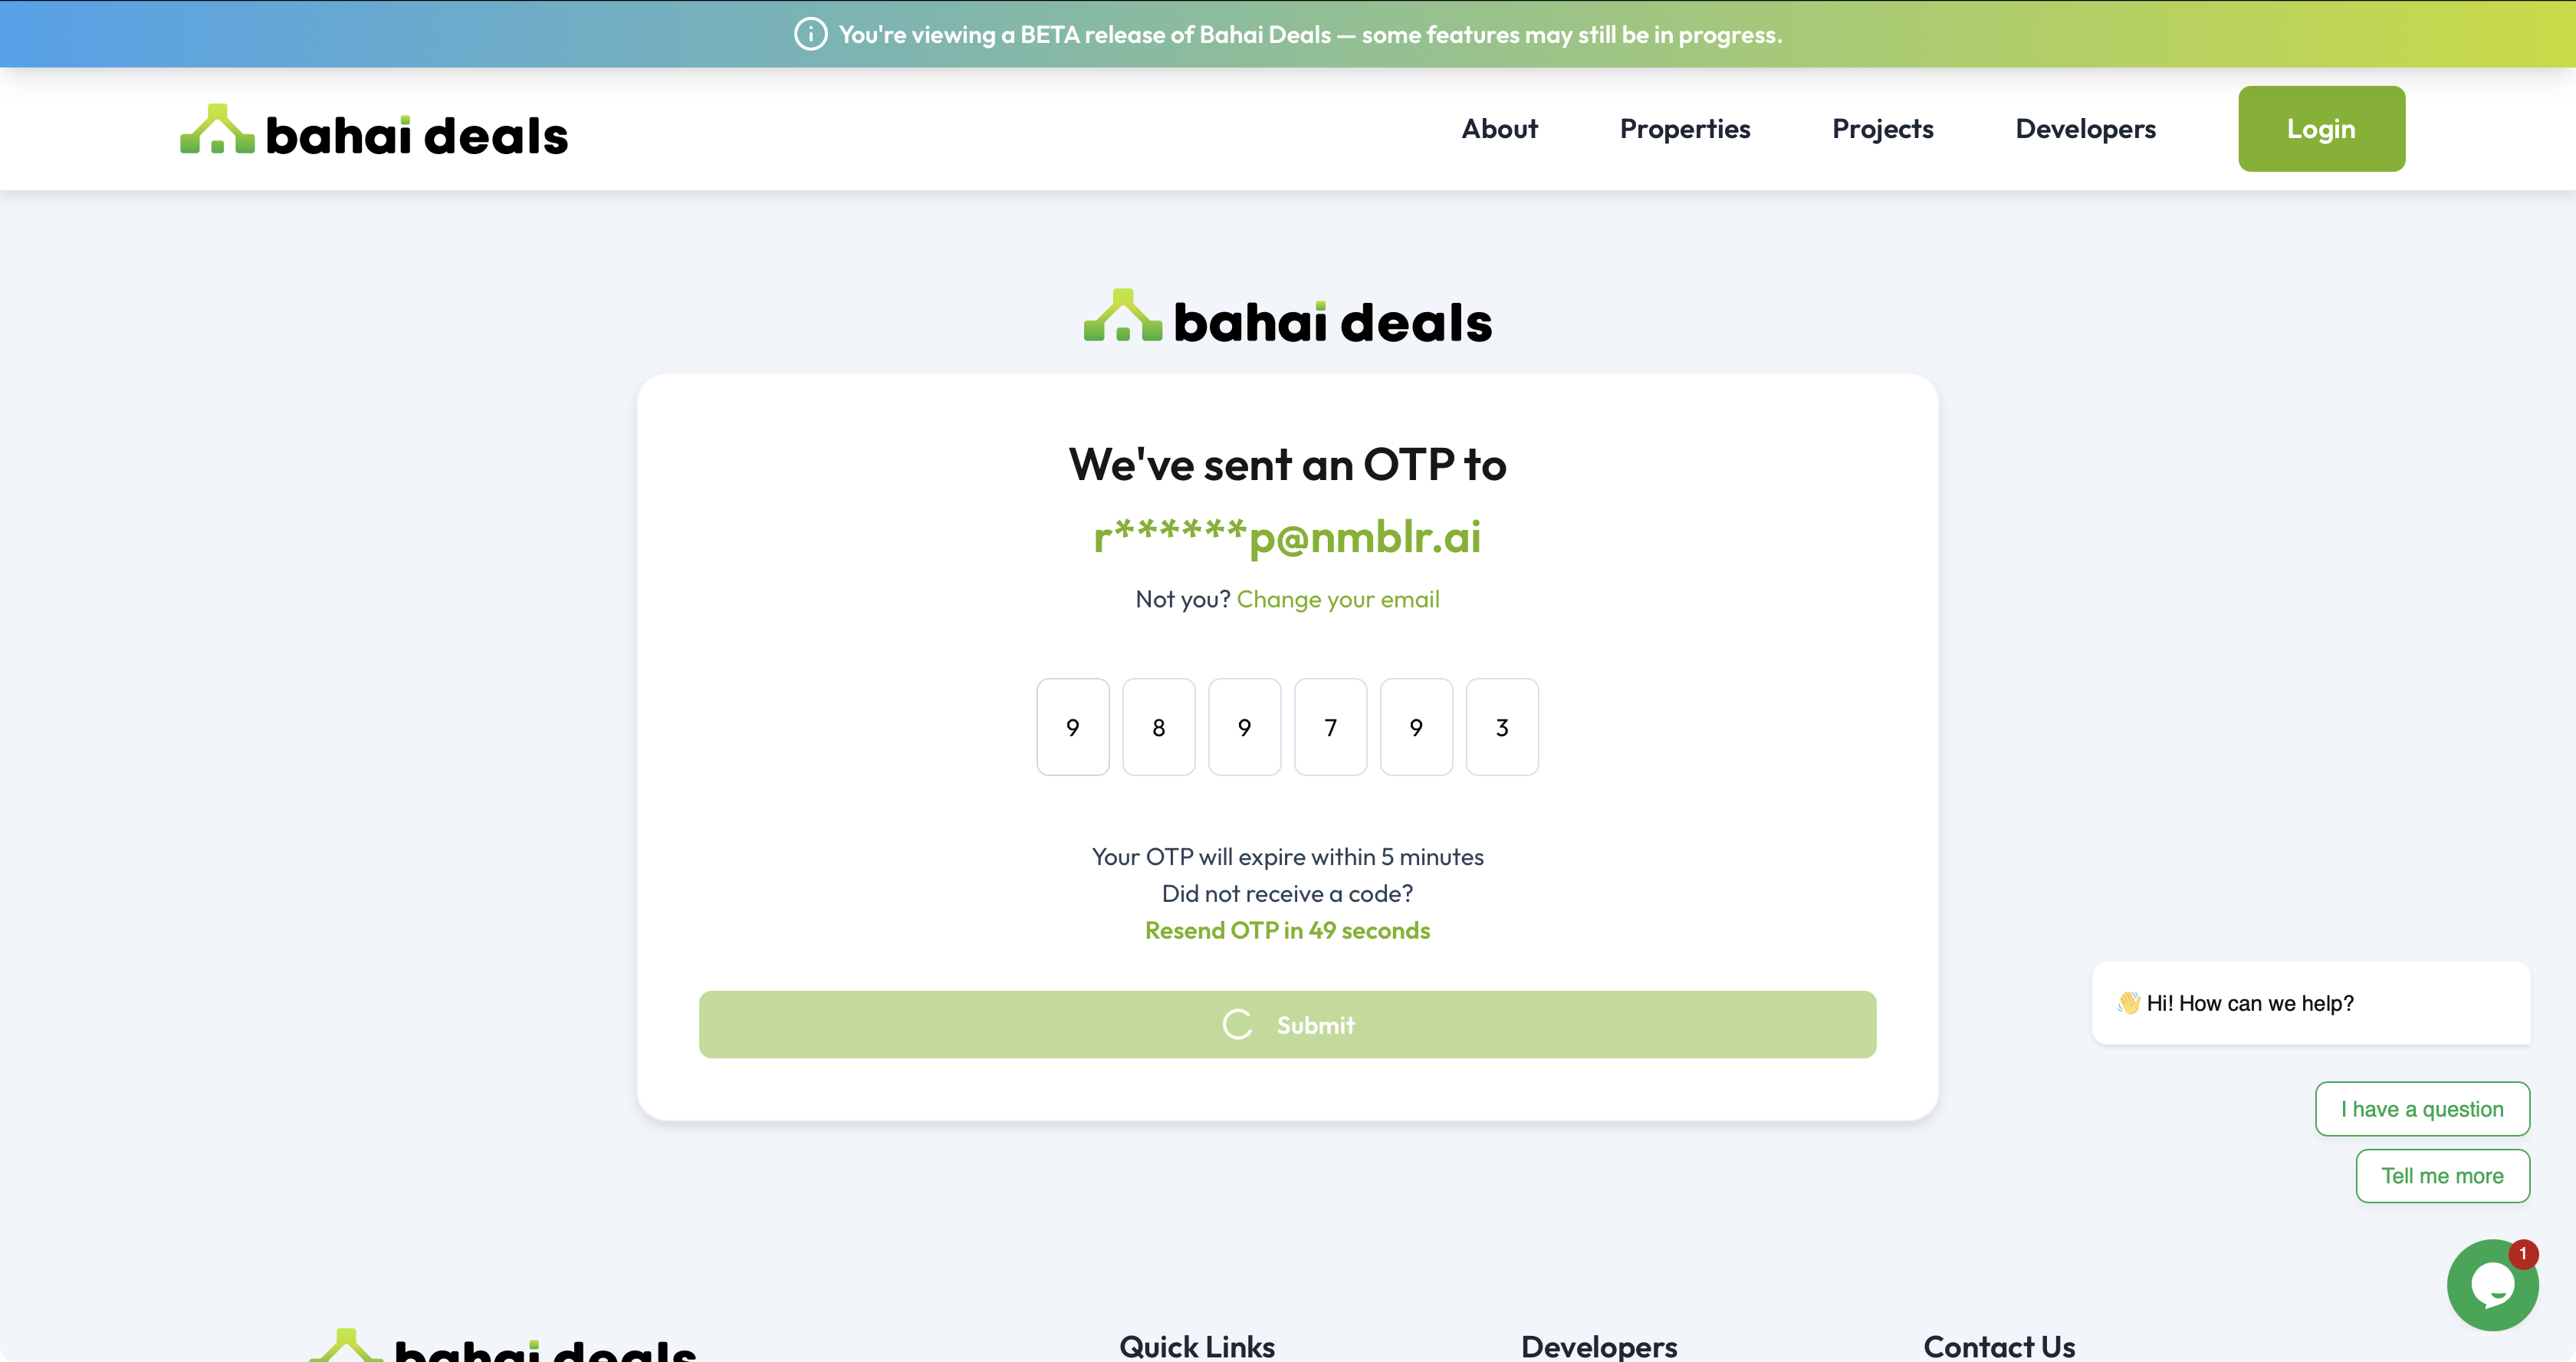 You're viewing a BETA release of Bahai Deals — some features may still be in progress.
bahai deals
About
Properties
Projects
Developers
Login
bahai deals
We've sent an OTP to
r******p@nmblr.ai
Not you? Change your email
9 8 9 7 9 3
Your OTP will expire within 5 minutes
Did not receive a code?
Resend OTP in 49 seconds
Submit
👋 Hi! How can we help?
I have a question
Tell me more
1
bahai deals
Quick Links
Developers
Contact Us